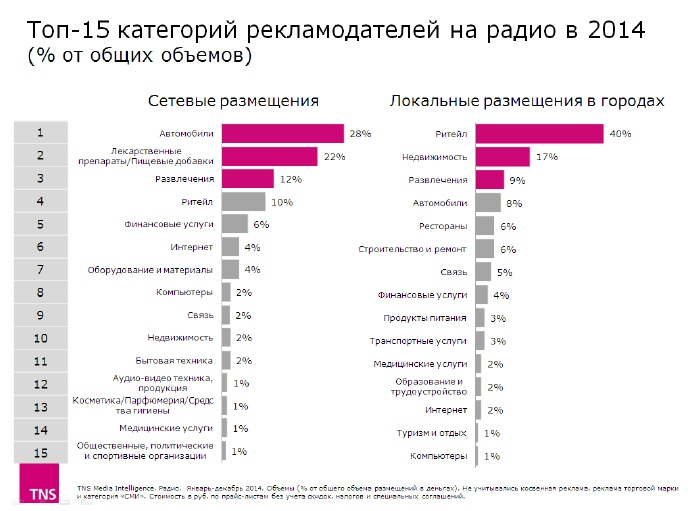 Топ-15 категорий рекламодателей на радио в 2014
(% от общих объемов)
Сетевые размещения
Локальные размещения в городах
1
Автомобили
28%
Ритейл
40%
2
Лекарственные
препараты/Пищевые добавки
22%
Недвижимость
17%
3
Развлечения
12%
Развлечения
9%
4
Ритейл
10%
Автомобили
8%
5
Финансовые услуги
6%
Рестораны
6%
6
Интернет
4%
Строительство и ремонт
6%
7
Оборудование и материалы
4%
Связь
5%
8
Компьютеры
2%
Финансовые услуги
4%
9
Связь
2%
Продукты питания
3%
10
Недвижимость
2%
Транспортные услуги
3%
11
Бытовая техника
2%
Медицинские услуги
2%
12
Аудио-видео техника,
продукция
1%
Образование и
трудоустройство
2%
13
Косметика/Парфюмерия/Средс
тва гигиены
1%
Интернет
2%
14
Медицинские услуги
1%
Туризм и отдых
1%
15
Общественные, политические
и спортивные организации
1%
Компьютеры
1%
TNS
TNS Media Intelligence. Радио. Январь-декабрь 2014. Объемы (% от общего объема размещений в деньгах). Не учитывались косвенная реклама, реклама торговой марки
и категория «СМИ». Стоимость в руб. по прайс-листам без учета скидок, налогов и специальных соглашений.